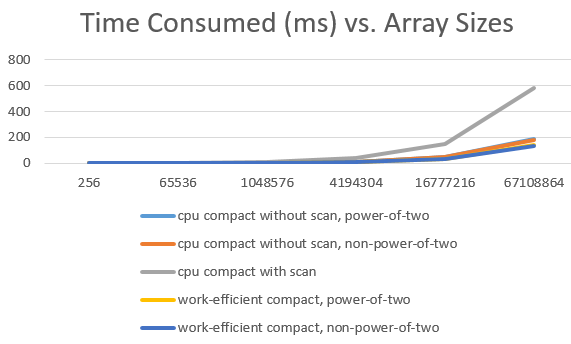 Time Consumed (ms) vs. Array Sizes
800
600
400
200
0
256 65536 1048576 4194304 16777216 67108864
cpu compact without scan, power-of-two
cpu compact without scan, non-power-of-two
cpu compact with scan
work-efficient compact, power-of-two
work-efficient compact, non-power-of-two